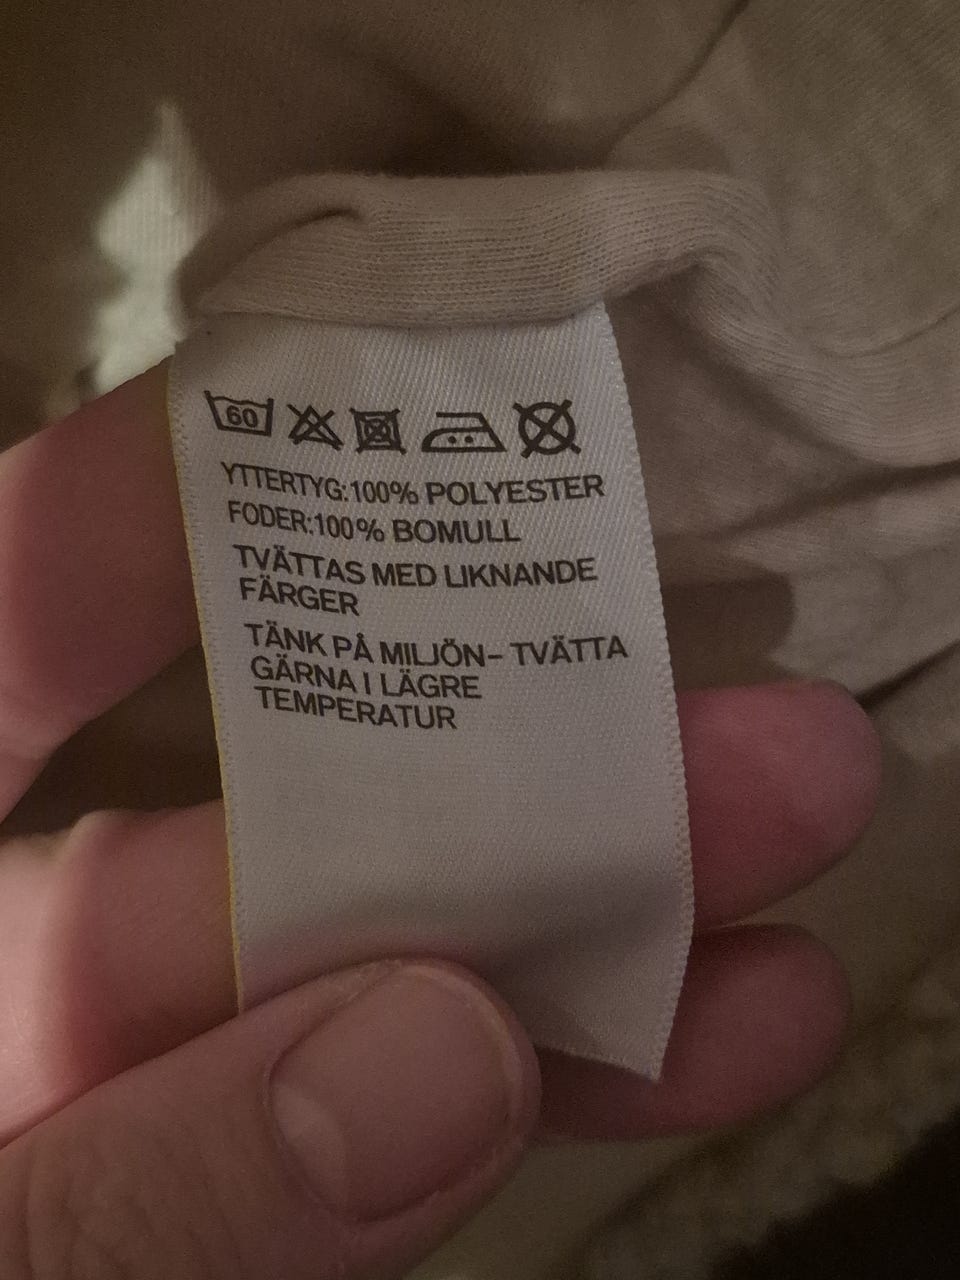 60
YTTERTYG:100% POLYESTER
FODER:100% BOMULL
TVÄTTAS MED LIKNANDE
FÄRGER
TÄNK PÅ MILJÖN- TVÄTTA
GÄRNA I LÄGRE
TEMPERATUR